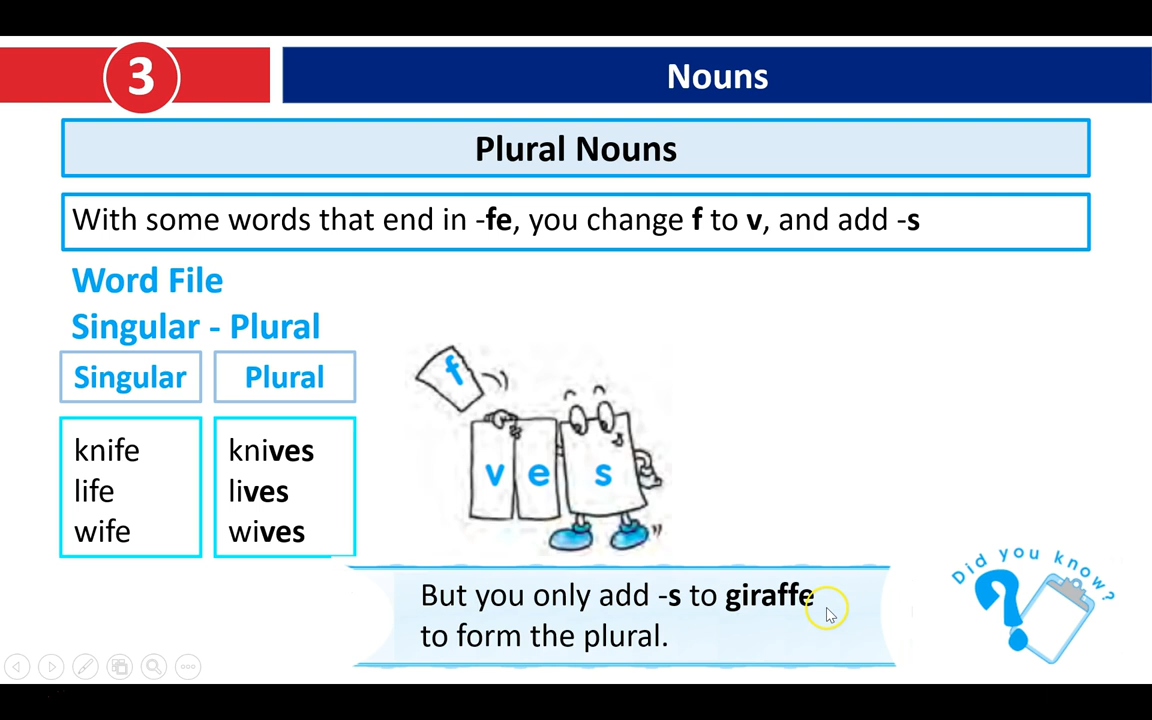 3
Nouns
Plural Nouns
With some words that end in -fe, you change f to v, and add -s
Word File
Singular - Plural
Singular Plural
knife knives
life lives
wife wives
f
v e s
But you only add -s to giraffe
to form the plural.
Did you know?
?